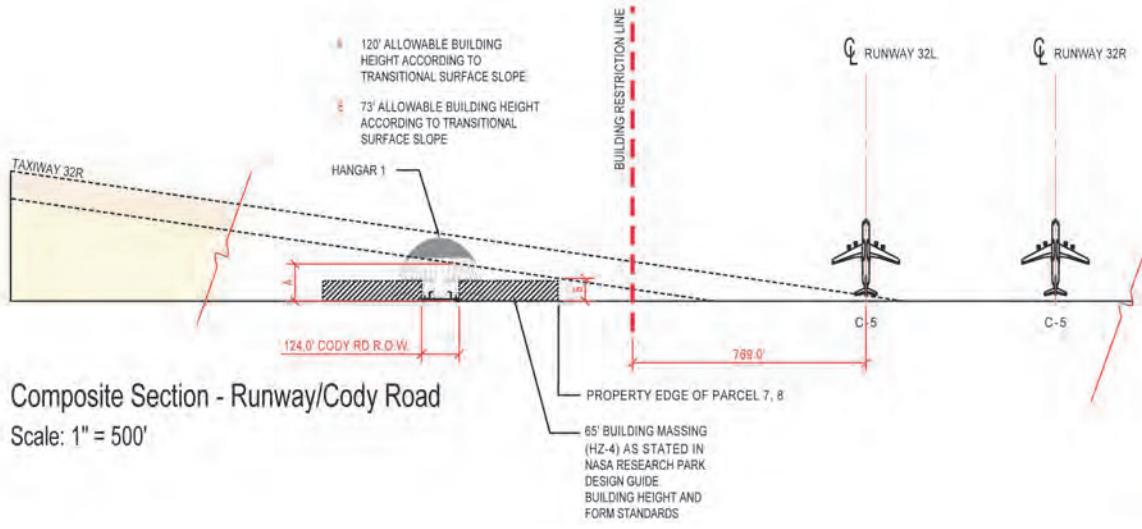 A 120' ALLOWABLE BUILDING
HEIGHT ACCORDING TO
TRANSITIONAL SURFACE SLOPE
73' ALLOWABLE BUILDING HEIGHT
ACCORDING TO TRANSITIONAL
SURFACE SLOPE
BUILDING RESTRICTION LINE
RUNWAY 32L
RUNWAY 32R
TAXIWAY 32R
HANGAR 1
A
C-5
C-5
124.0' CODY RD R.O.W.
769.0'
Composite Section - Runway/Cody Road
Scale: 1" = 500'
PROPERTY EDGE OF PARCEL 7, 8
65' BUILDING MASSING
(HZ-4) AS STATED IN
NASA RESEARCH PARK
DESIGN GUIDE
BUILDING HEIGHT AND
FORM STANDARDS